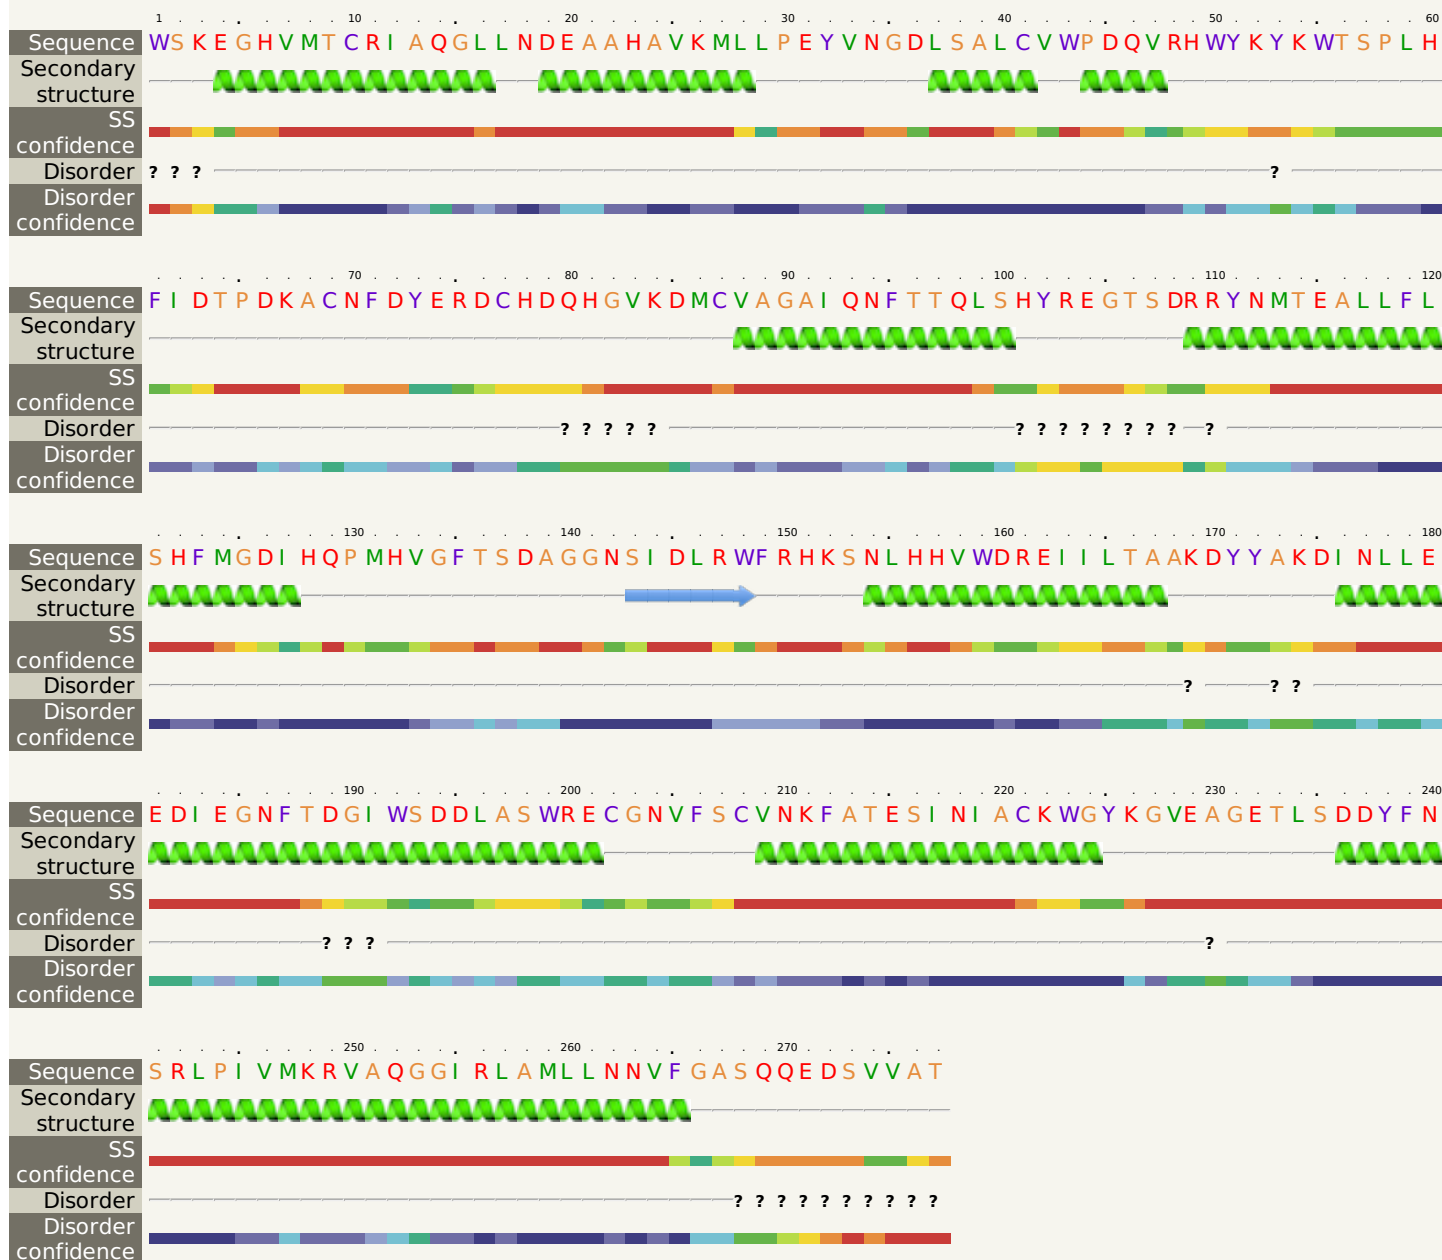 1 . . . . 10 . . . . 20 . . . . 30 . . . . 40 . . . . 50 . . . . 60
Sequence WSKEGHVMTCRIAQGLLNDEAAHAVKMLLPEYVNGDLSALCVWPDQVRHWYKYKWTSPLH
Secondary
structure
SS
confidence
Disorder ? ? ? ?
Disorder
confidence
70 80 90 100 110 120
Sequence FIDTPDKACNFDYERDCHDQHGVKDMCVAGAIQNFTTQLSHYREGTSDRRYNMTEALLFL
Secondary
structure
SS
confidence
Disorder ? ? ? ? ? ? ? ? ? ? ? ? ? ?
Disorder
confidence
130 140 150 160 170 180
Sequence SHFMGDIHQPMHVGFTSDAGGNSIDLRWFRHKSNLHHVWDREIILTAAKDYYAKDINLLE
Secondary
structure
SS
confidence
Disorder ? ? ?
Disorder
confidence
190 200 210 220 230 240
Sequence EDIEGNFTDGIWSDDLASWRECGNVFSCVNKFATESINIACKWGYKGVEAGETLSDDYFN
Secondary
structure
SS
confidence
Disorder ? ? ? ?
Disorder
confidence
250 260 270
Sequence SRLPIVMKRVAQGGIRLAMLLNNVFGASQQEDSVVAT
Secondary
structure
SS
confidence
Disorder ? ? ? ? ? ? ? ? ? ?
Disorder
confidence